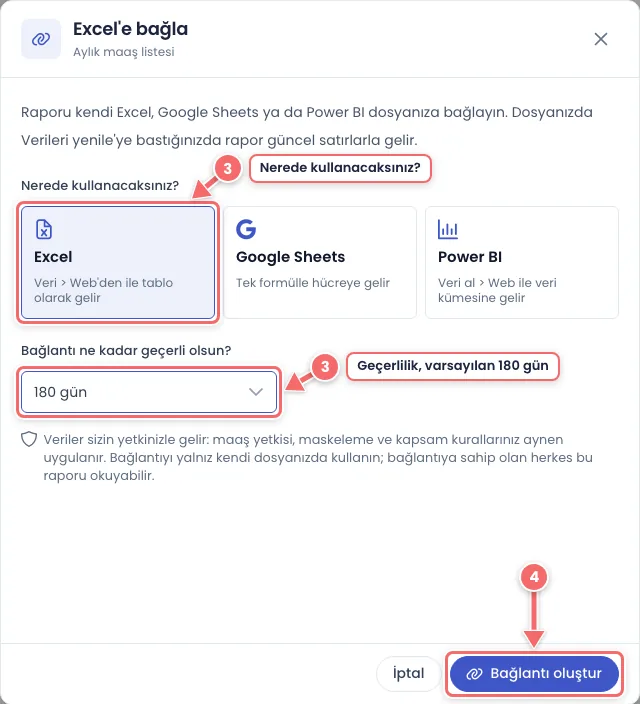 Excel'e bağla
Aylık maaş listesi
Raporu kendi Excel, Google Sheets ya da Power BI dosyanıza bağlayın. Dosyanızda
Verileri yenile'ye bastığınızda rapor güncel satırlarla gelir.
3
Nerede kullanacaksınız?
Nerede kullanacaksınız?
Excel
Veri > Web'den ile tablo
olarak gelir
Google Sheets
Tek formülle hücreye gelir
Power BI
Veri al > Web ile veri
kümesine gelir
Bağlantı ne kadar geçerli olsun?
3
Geçerlilik, varsayılan 180 gün
180 gün
Veriler sizin yetkinizle gelir: maaş yetkisi, maskeleme ve kapsam kurallarınız aynen
uygulanır. Bağlantıyı yalnız kendi dosyanızda kullanın; bağlantıya sahip olan herkes bu
raporu okuyabilir.
4
İptal
Bağlantı oluştur